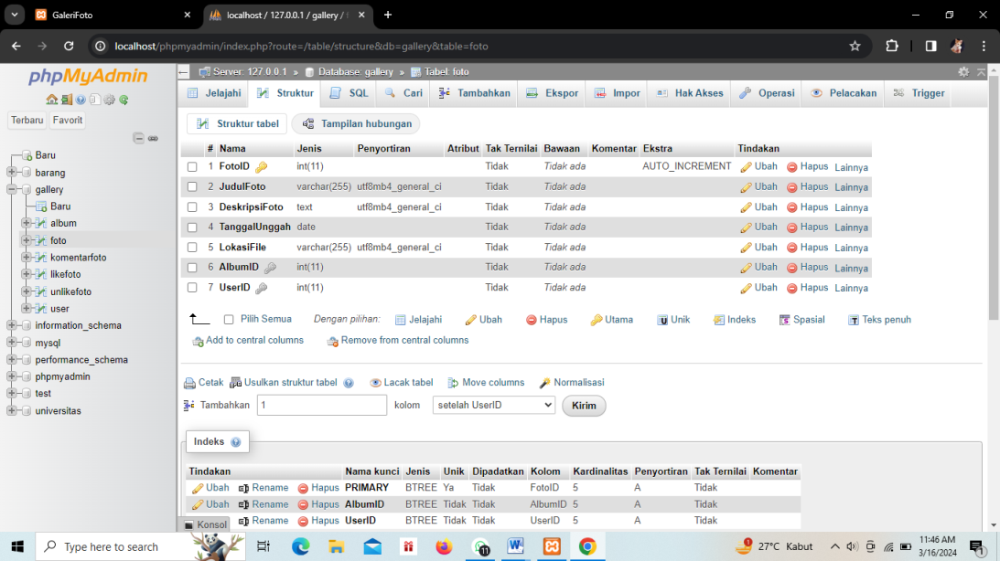 GaleriFoto
localhost / 127.0.0.1 / gallery / f
localhost/phpmyadmin/index.php?route=/table/structure&db=gallery&table=foto
phpMyAdmin
Terbaru Favorit
Baru
barang
gallery
Baru
album
foto
komentarfoto
likefoto
unlikefoto
user
information_schema
mysql
performance_schema
phpmyadmin
test
universitas
Server: 127.0.0.1 » Database: gallery » Tabel: foto
Jelajahi Struktur SQL Cari Tambahkan Ekspor Impor Hak Akses Operasi Pelacakan Trigger
Struktur tabel Tampilan hubungan
# Nama Jenis Penyortiran Atribut Tak Ternilai Bawaan Komentar Ekstra Tindakan
1 FotoID int(11) Tidak Tidak ada AUTO_INCREMENT Ubah Hapus Lainnya
2 JudulFoto varchar(255) utf8mb4_general_ci Tidak Tidak ada Ubah Hapus Lainnya
3 DeskripsiFoto text utf8mb4_general_ci Tidak Tidak ada Ubah Hapus Lainnya
4 TanggalUnggah date Tidak Tidak ada Ubah Hapus Lainnya
5 LokasiFile varchar(255) utf8mb4_general_ci Tidak Tidak ada Ubah Hapus Lainnya
6 AlbumID int(11) Tidak Tidak ada Ubah Hapus Lainnya
7 UserID int(11) Tidak Tidak ada Ubah Hapus Lainnya
Pilih Semua Dengan pilihan: Jelajahi Ubah Hapus Utama Unik Indeks Spasial Teks penuh
Add to central columns Remove from central columns
Cetak Usulkan struktur tabel Lacak tabel Move columns Normalisasi
Tambahkan 1 kolom setelah UserID Kirim
Indeks
Tindakan Nama kunci Jenis Unik Dipadatkan Kolom Kardinalitas Penyortiran Tak Ternilai Komentar
Ubah Rename Hapus PRIMARY BTREE Ya Tidak FotoID 5 A Tidak
Ubah Rename Hapus AlbumID BTREE Tidak Tidak AlbumID 5 A Tidak
Ubah Rename Hapus UserID BTREE Tidak Tidak UserID 5 A Tidak
Konsol
Type here to search
11
27°C Kabut
11:46 AM
3/16/2024
1